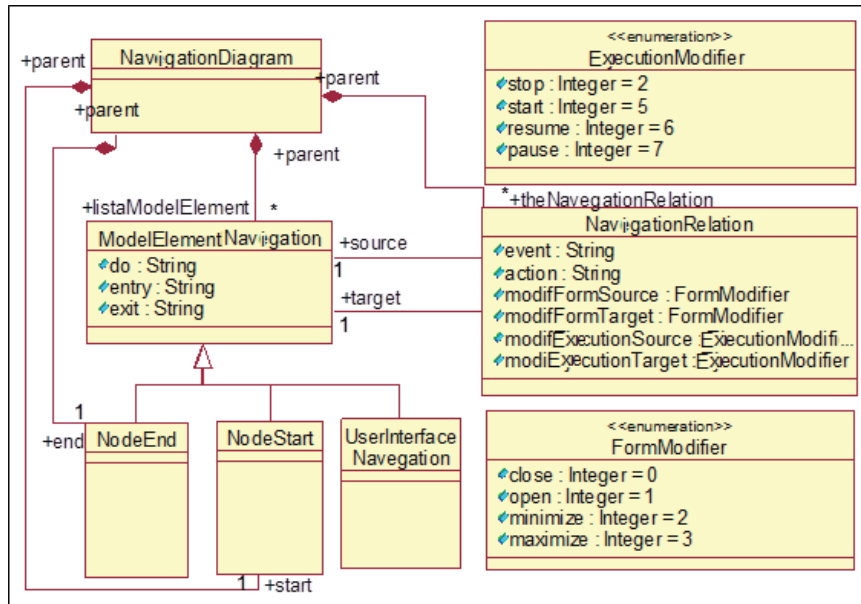 NavigationDiagram
+parent
+parent
+parent
+parent
<<enumeration>>
ExecutionModifier
stop : Integer = 2
start : Integer = 5
resume : Integer = 6
pause : Integer = 7
+listaModelElement
*
ModelElementNavigation
do : String
entry : String
exit : String
+source
1
+target
1
*
+theNavegationRelation
NavigationRelation
event : String
action : String
modifFormSource : FormModifier
modifFormTarget : FormModifier
modifExecutionSource : ExecutionModifi...
modiExecutionTarget : ExecutionModifier
1
+end
NodeEnd
NodeStart
UserInterface
Navegation
<<enumeration>>
FormModifier
close : Integer = 0
open : Integer = 1
minimize : Integer = 2
maximize : Integer = 3
1
+start